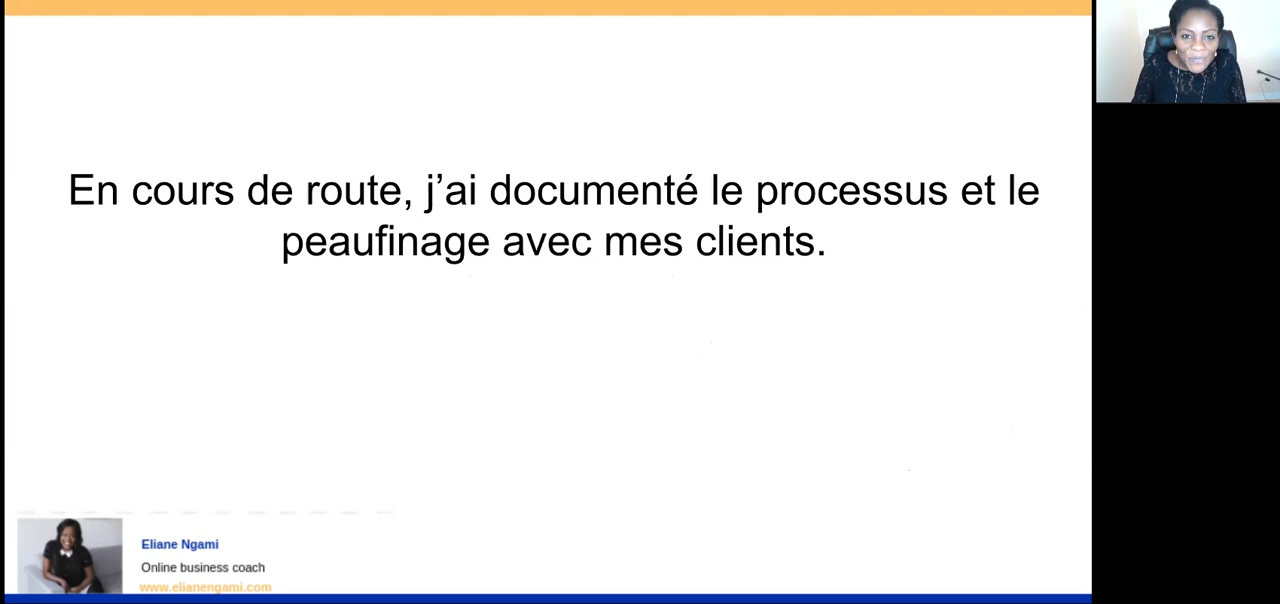 En cours de route, j’ai documenté le processus et le
peaufinage avec mes clients.
Eliane Ngami
Online business coach
www.elianengami.com